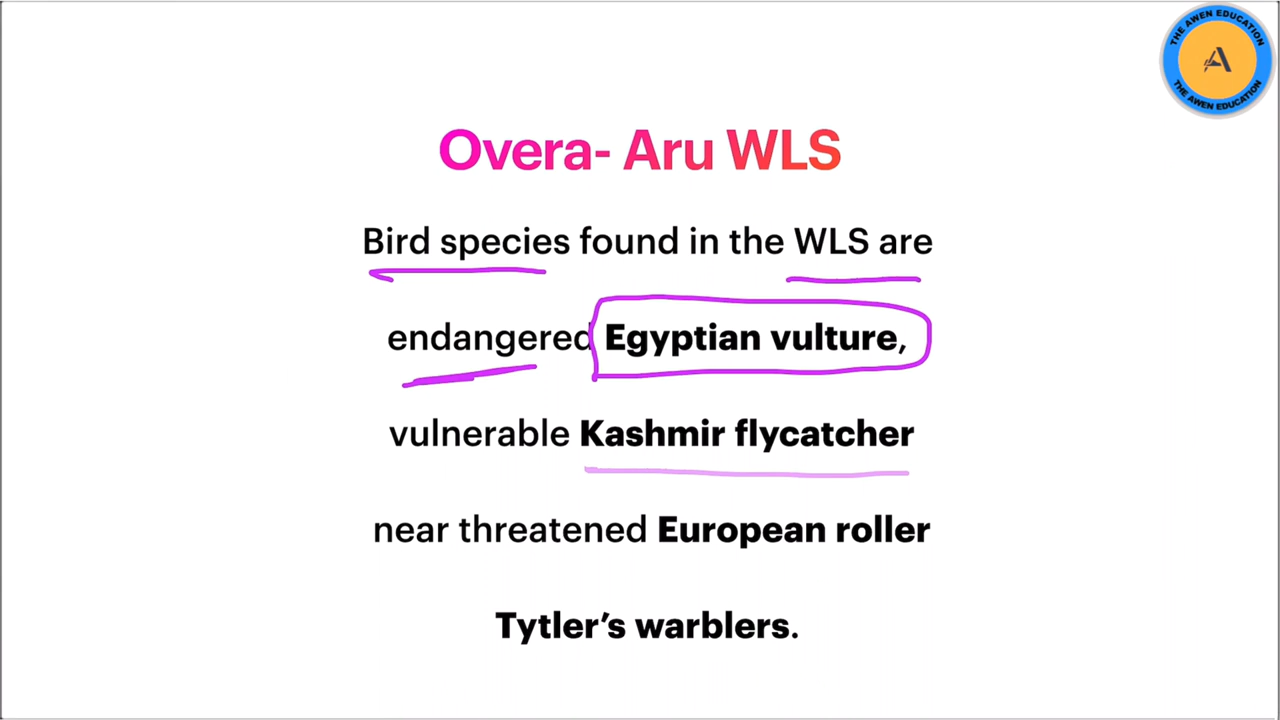 THE AWEN EDUCATION
A
THE AWEN EDUCATION
Overa- Aru WLS
Bird species found in the WLS are
endangered Egyptian vulture,
vulnerable Kashmir flycatcher
near threatened European roller
Tytler’s warblers.